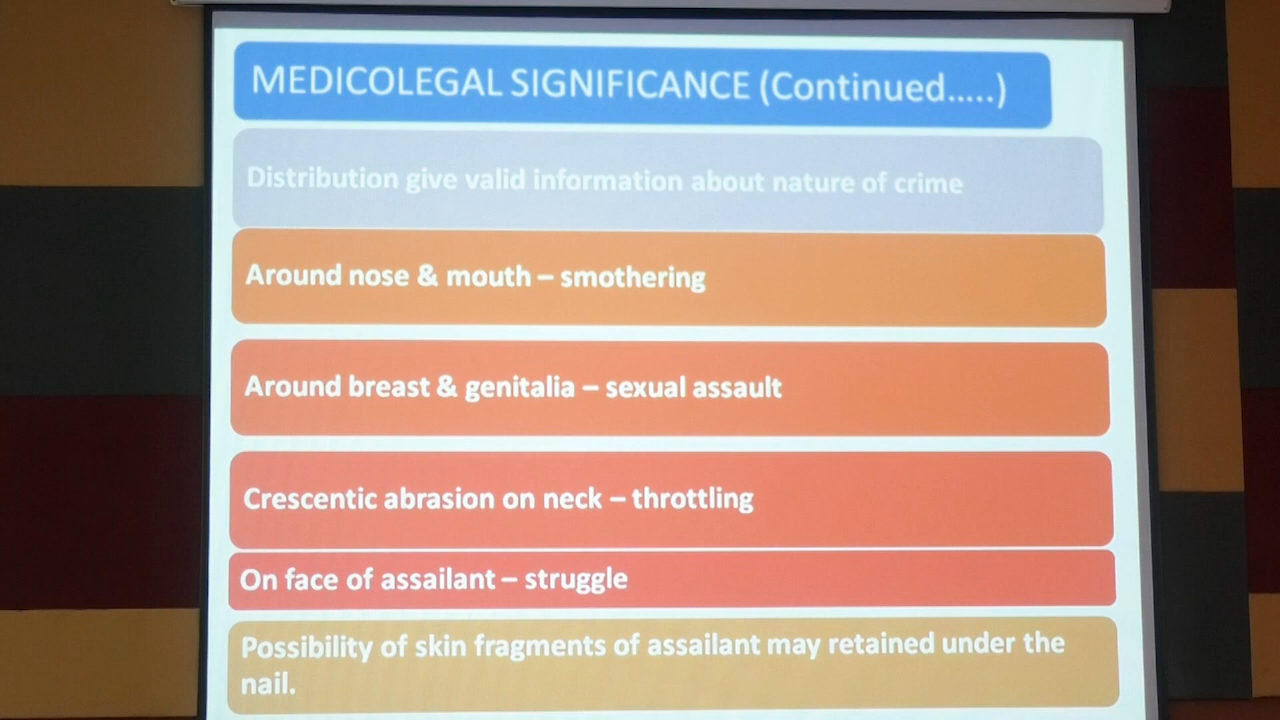 MEDICOLEGAL SIGNIFICANCE (Continued.....)
Distribution give valid information about nature of crime
Around nose & mouth – smothering
Around breast & genitalia – sexual assault
Crescentic abrasion on neck – throttling
On face of assailant – struggle
Possibility of skin fragments of assailant may retained under the
nail.